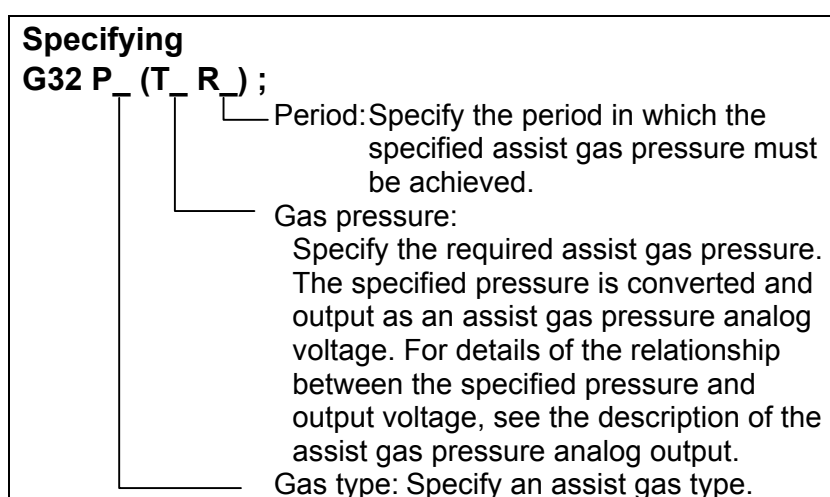 Specifying
G32 P_ (T_ R_) ;
Period: Specify the period in which the
specified assist gas pressure must
be achieved.
Gas pressure:
Specify the required assist gas pressure.
The specified pressure is converted and
output as an assist gas pressure analog
voltage. For details of the relationship
between the specified pressure and
output voltage, see the description of the
assist gas pressure analog output.
Gas type: Specify an assist gas type.